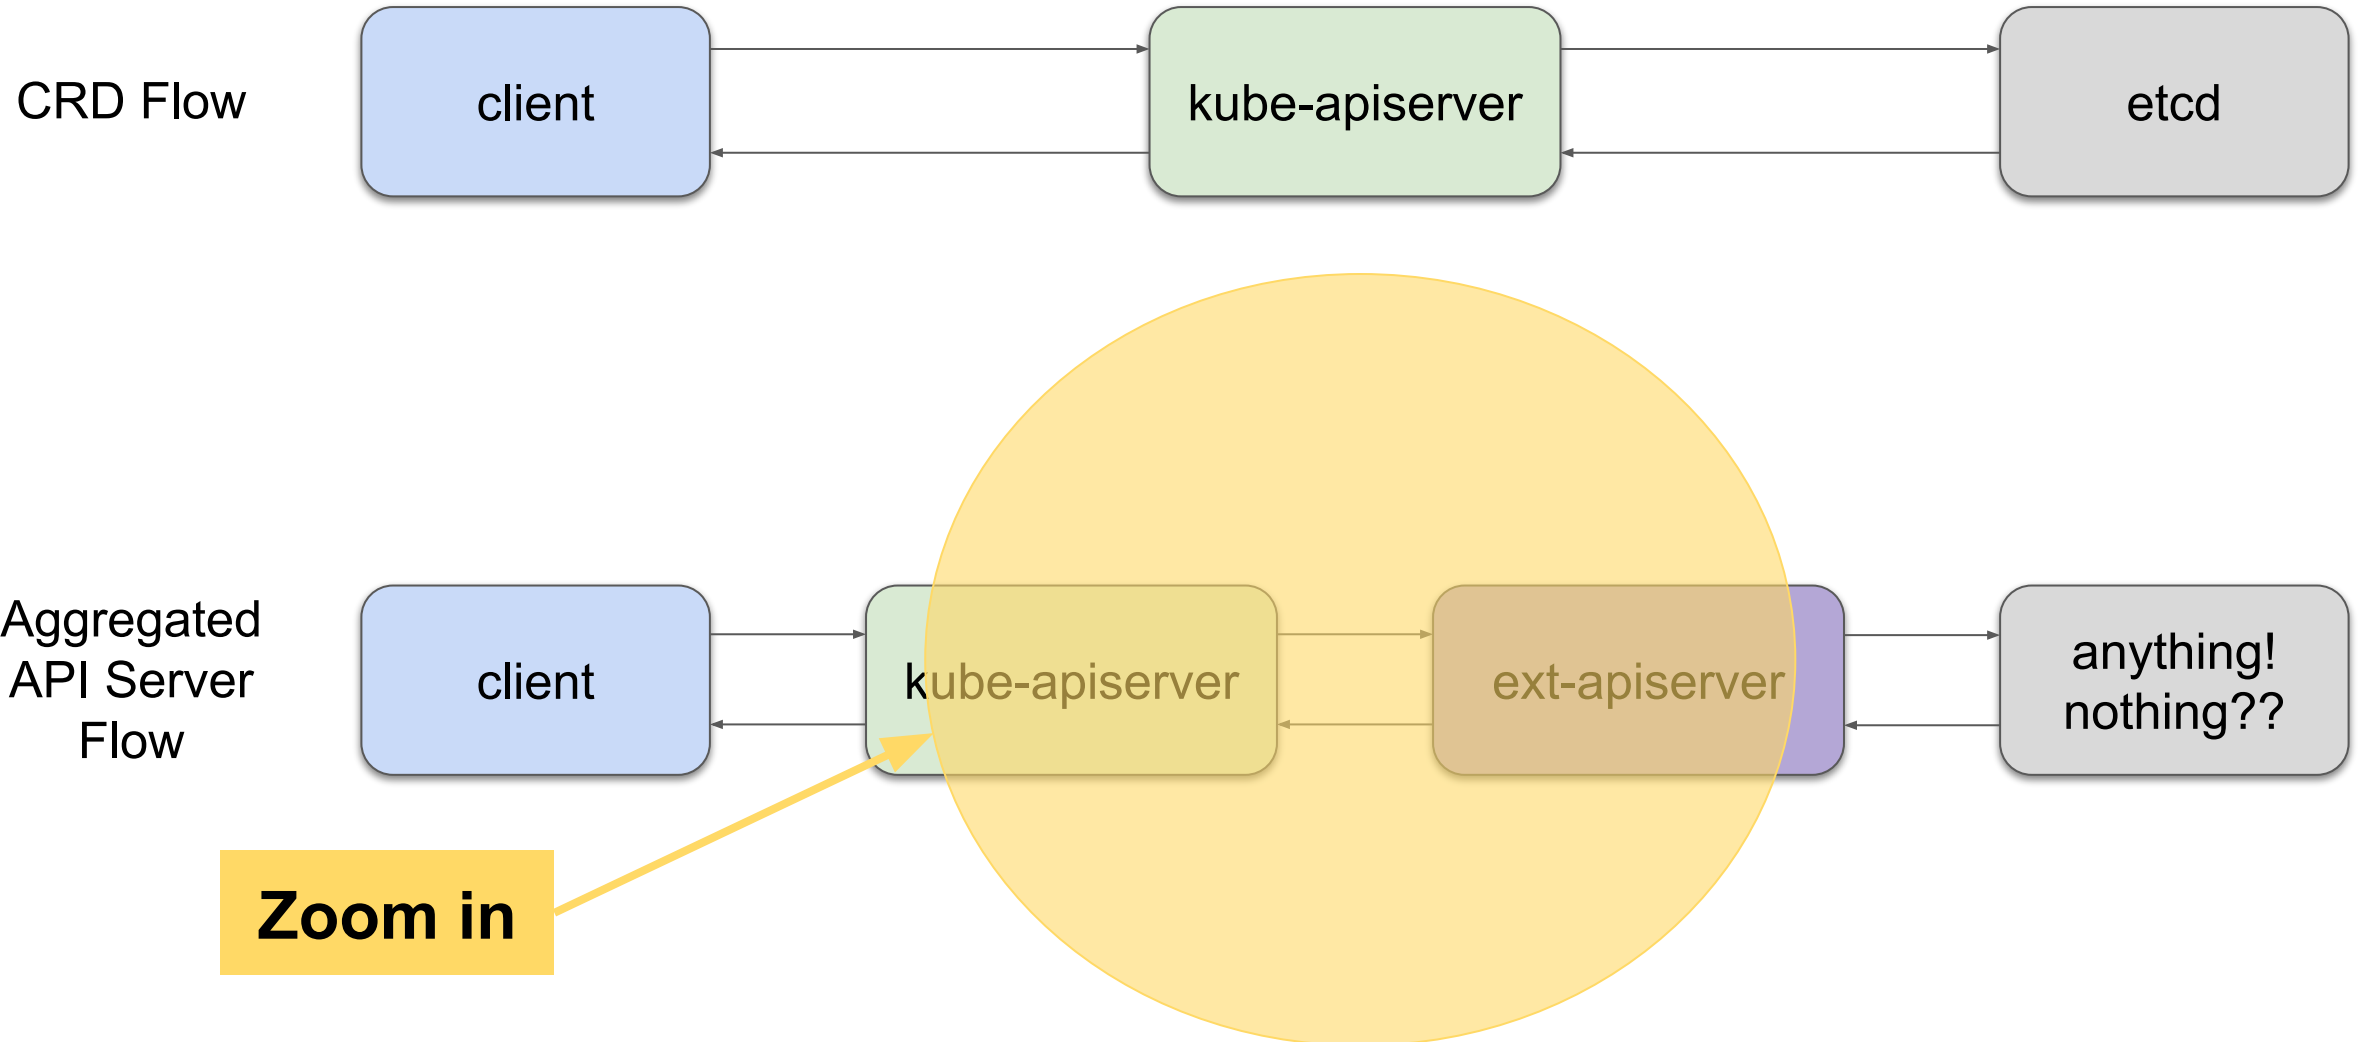 CRD Flow
client
kube-apiserver
etcd
Aggregated
API Server
Flow
client
kube-apiserver
ext-apiserver
anything!
nothing??
Zoom in